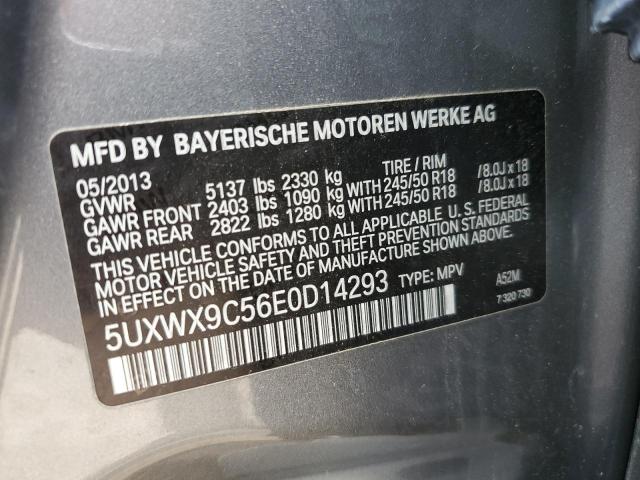 MFD BY BAYERISCHE MOTOREN WERKE AG
05/2013 TIRE / RIM
GVWR 5137 lbs 2330 kg
GAWR FRONT 2403 lbs 1090 kg WITH 245/50 R18 /8.0J x 18
GAWR REAR 2822 lbs 1280 kg WITH 245/50 R18 /8.0J x 18
THIS VEHICLE CONFORMS TO ALL APPLICABLE U. S. FEDERAL
MOTOR VEHICLE SAFETY AND THEFT PREVENTION STANDARDS
IN EFFECT ON THE DATE OF MANUFACTURE SHOWN ABOVE.
5UXWX9C56E0D14293 TYPE: MPV A52M
7 320 730